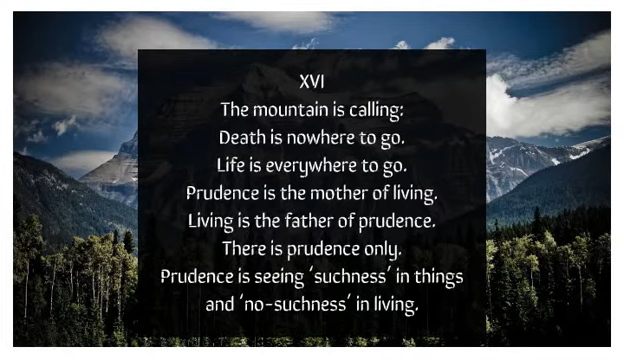 XVI
The mountain is calling:
Death is nowhere to go.
Life is everywhere to go.
Prudence is the mother of living.
Living is the father of prudence.
There is prudence only.
Prudence is seeing ‘suchness’ in things
and ‘no-suchness’ in living.